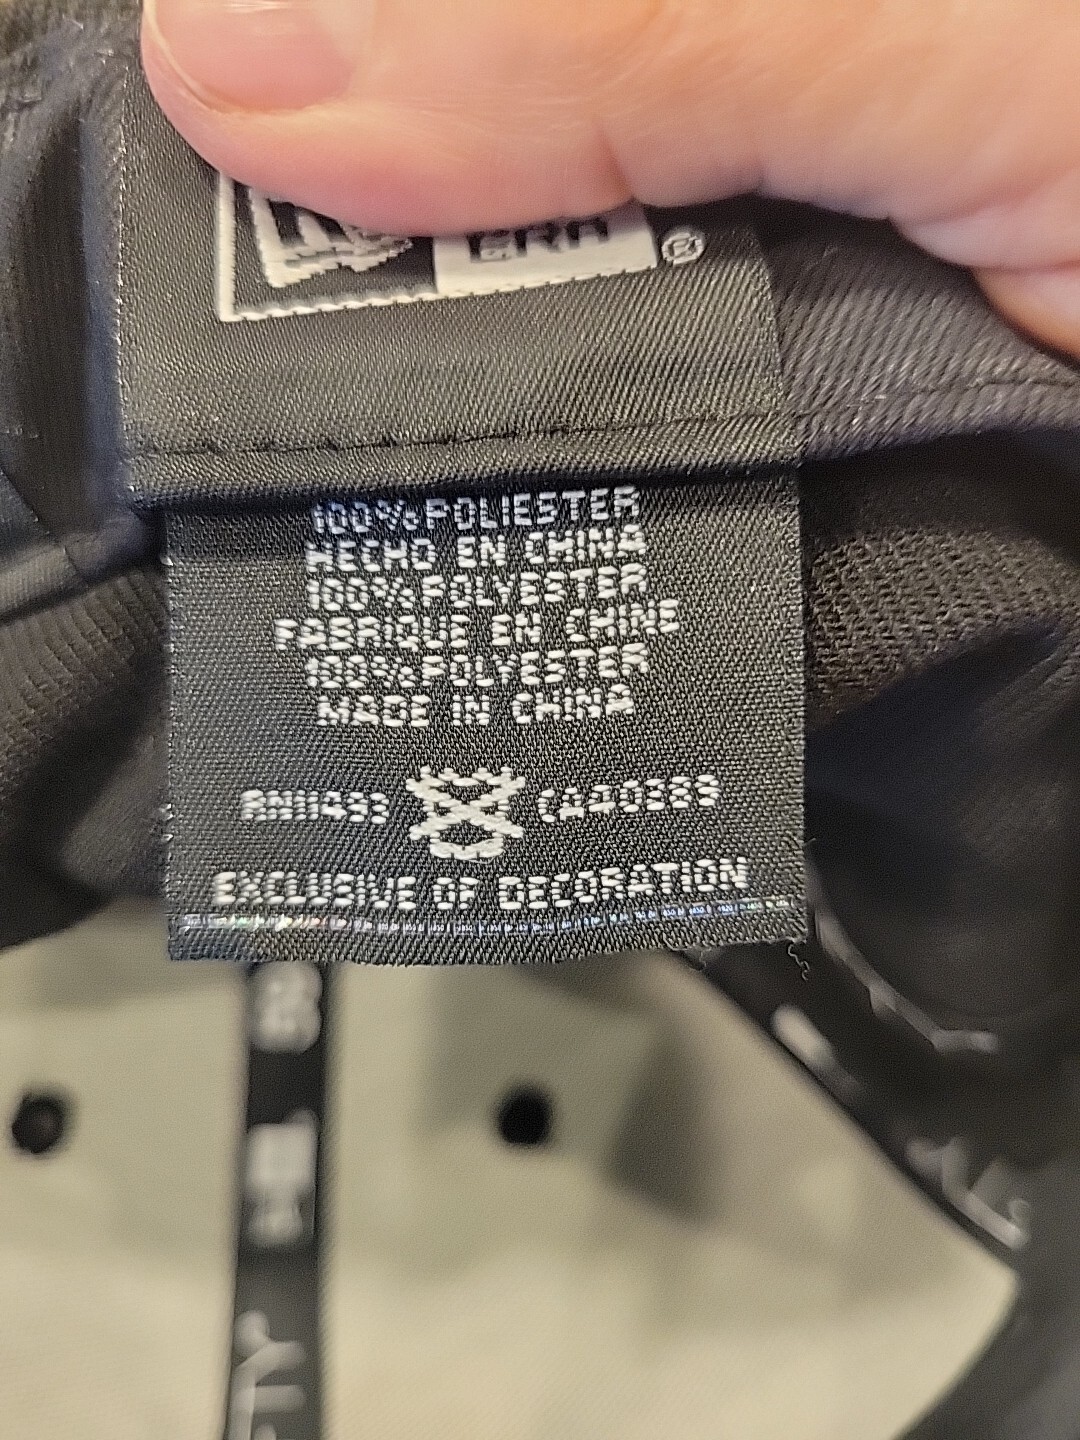 ERA ®
100% POLIESTER
HECHO EN CHINA
100% POLYESTER
FABRIQUE EN CHINE
100% POLYESTER
MADE IN CHINA
RN11493 CA40383
EXCLUSIVE OF DECORATION